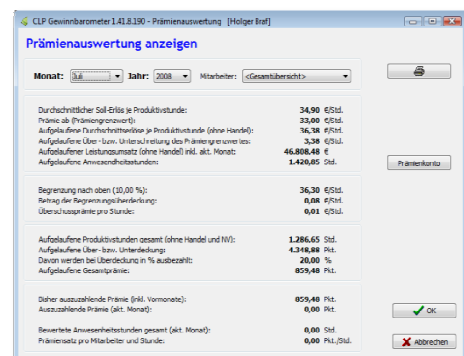 CLP Gewinnbarometer 1.41.8.190 - Prämienauswertung [Holger Braf]
Prämienauswertung anzeigen
Monat: Juli Jahr: 2008 Mitarbeiter: <Gesamtübersicht>
Durchschnittlicher Soll-Erlös je Produktivstunde: 34,90 €/Std.
Prämie ab (Prämiengrenzwert): 33,00 €/Std.
Aufgelaufene Durchschnittserlöse je Produktivstunde (ohne Handel): 36,38 €/Std.
Aufgelaufene Über- bzw. Unterschreitung des Prämiengrenzwertes: 3,38 €/Std.
Aufgelaufener Leistungsumsatz (ohne Handel) inkl. akt. Monat: 46.808,48 €
Aufgelaufene Anwesenheitsstunden: 1.420,85 Std.
Prämienkonto
Begrenzung nach oben (10,00 %): 36,30 €/Std.
Betrag der Begrenzungsüberdeckung: 0,08 €/Std.
Überschussprämie pro Stunde: 0,01 €/Std.
Aufgelaufene Produktivstunden gesamt (ohne Handel und NV): 1.286,65 Std.
Aufgelaufene Über- bzw. Unterdeckung: 4.348,88 Pkt.
Davon werden bei Überdeckung in % ausbezahlt: 20,00 %
Aufgelaufene Gesamtprämie: 859,48 Pkt.
Bisher auszuzahlende Prämie (inkl. Vormonate): 859,48 Pkt.
Auszuzahlende Prämie (akt. Monat): 0,00 Pkt.
OK
Bewertete Anwesenheitsstunden gesamt (akt. Monat): 0,00 Std.
Prämiensatz pro Mitarbeiter und Stunde: 0,00 Pkt./Std.
Abbrechen